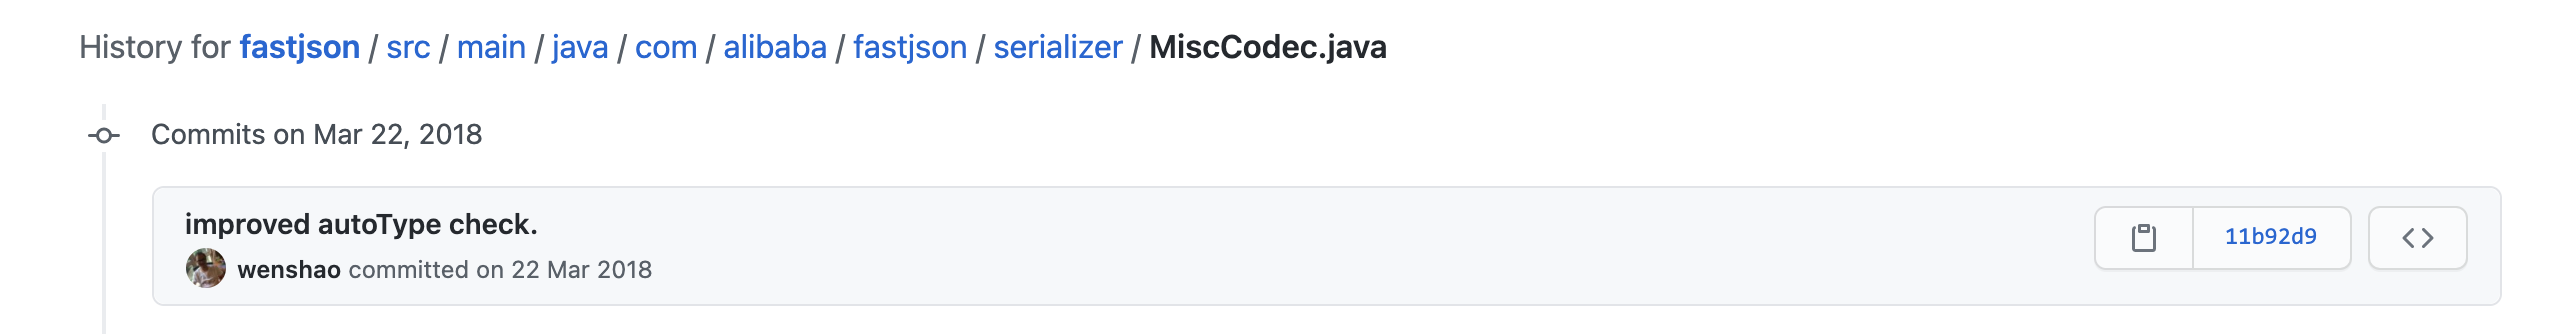 History for fastjson / src / main / java / com / alibaba / fastjson / serializer / MiscCodec.java
Commits on Mar 22, 2018
improved autoType check.
11b92d9
wenshao committed on 22 Mar 2018